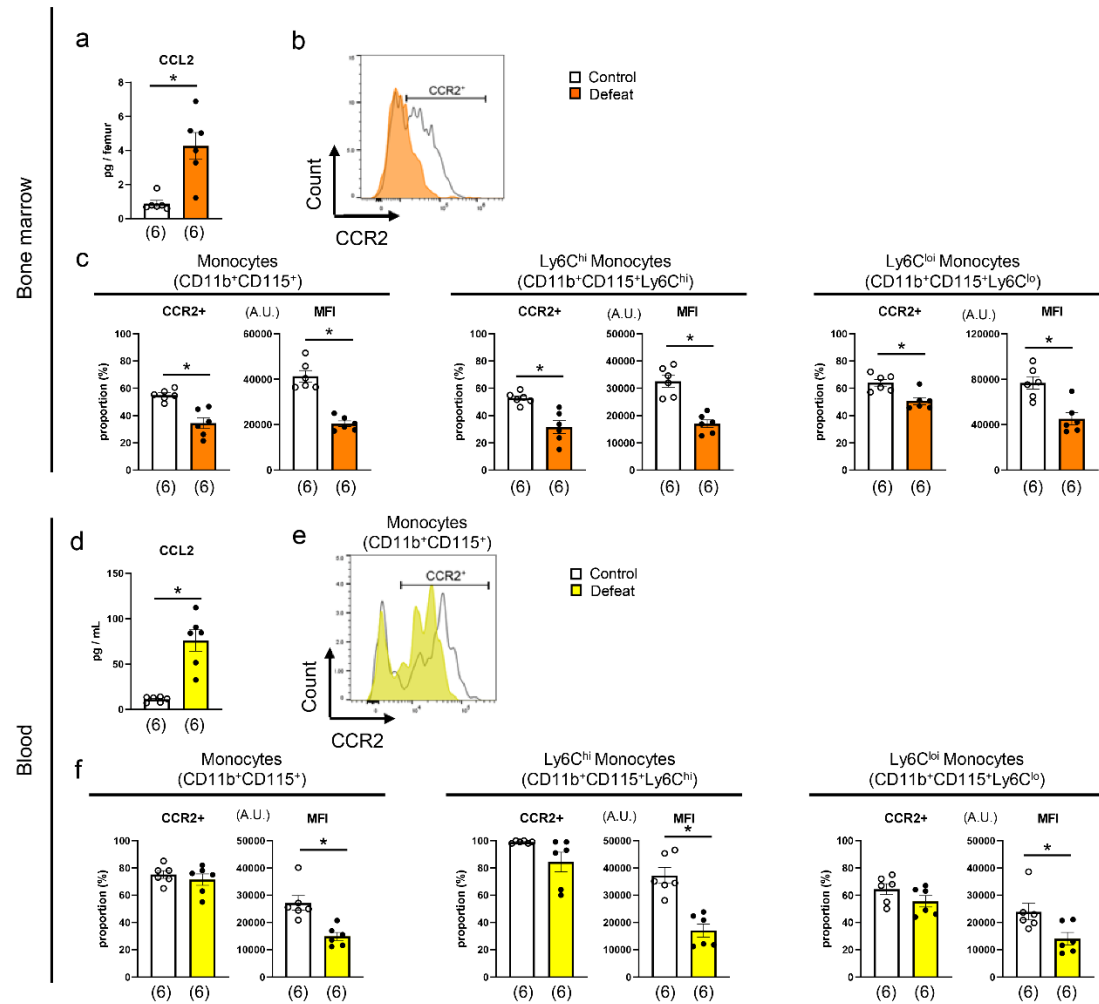 Bone marrow
a
CCL2
*
pg / femur
8
6
4
2
0
(6) (6)
b
CCR2⁺
Count
CCR2
Control
Defeat
c
Monocytes
(CD11b⁺CD115⁺)
CCR2+
*
proportion (%)
100
80
60
40
20
0
(6) (6)
(A.U.) MFI
*
60000
40000
20000
0
(6) (6)
Ly6Cʰⁱ Monocytes
(CD11b⁺CD115⁺Ly6Cʰⁱ)
CCR2+
*
proportion (%)
100
80
60
40
20
0
(6) (6)
(A.U.) MFI
*
50000
40000
30000
20000
10000
0
(6) (6)
Ly6Cˡᵒⁱ Monocytes
(CD11b⁺CD115⁺Ly6Cˡᵒ)
CCR2+
*
proportion (%)
100
80
60
40
20
0
(6) (6)
(A.U.) MFI
*
120000
80000
40000
0
(6) (6)
Blood
d
CCL2
*
pg / mL
150
100
50
0
(6) (6)
e
Monocytes
(CD11b⁺CD115⁺)
CCR2⁺
Count
CCR2
Control
Defeat
f
Monocytes
(CD11b⁺CD115⁺)
CCR2+
proportion (%)
100
80
60
40
20
0
(6) (6)
(A.U.) MFI
*
50000
40000
30000
20000
10000
0
(6) (6)
Ly6Cʰⁱ Monocytes
(CD11b⁺CD115⁺Ly6Cʰⁱ)
CCR2+
proportion (%)
100
80
60
40
20
0
(6) (6)
(A.U.) MFI
*
50000
40000
30000
20000
10000
0
(6) (6)
Ly6Cˡᵒⁱ Monocytes
(CD11b⁺CD115⁺Ly6Cˡᵒ)
CCR2+
proportion (%)
100
80
60
40
20
0
(6) (6)
(A.U.) MFI
*
50000
40000
30000
20000
10000
0
(6) (6)